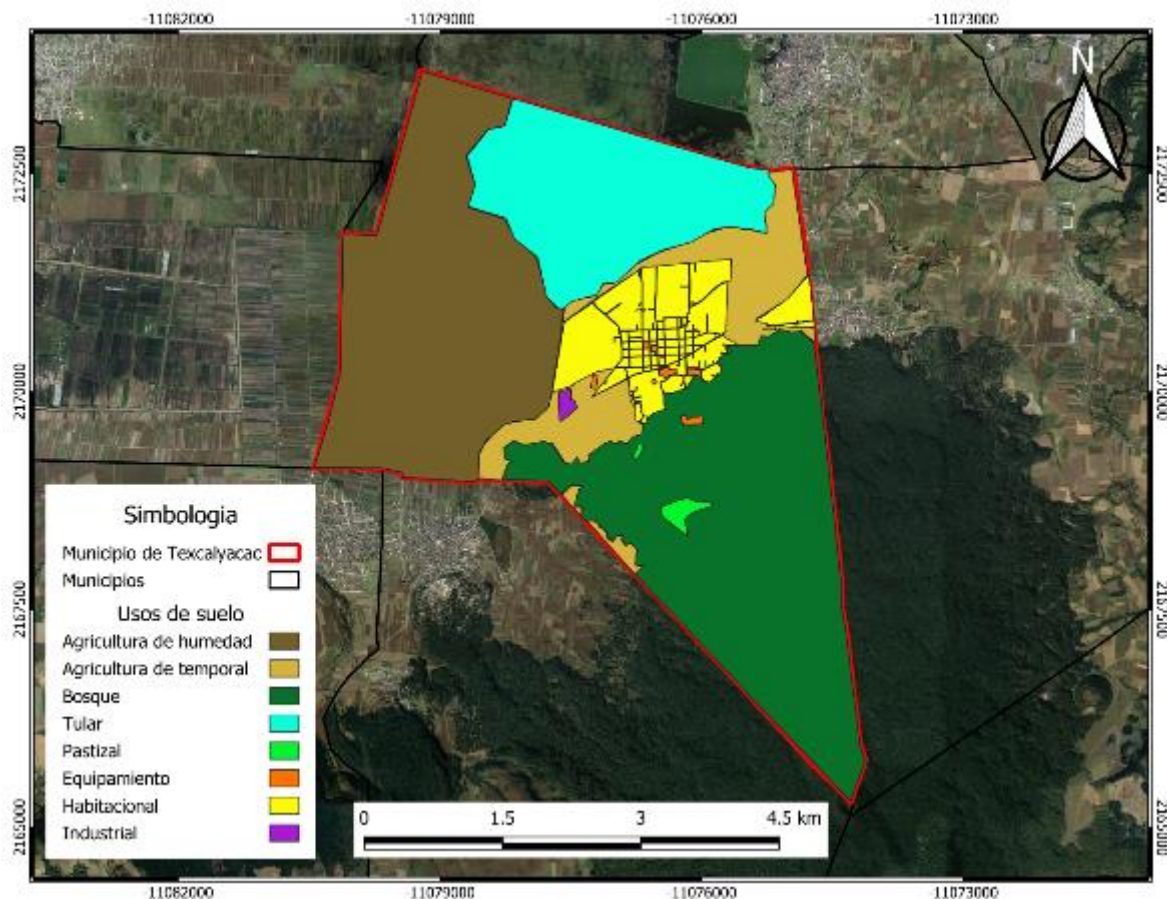 -11082000 -11079000 -11076000 -11073000
N
2172500 2172500
2170000 2170000
2167500 2167500
2165000 2165000
Simbologia
Municipio de Texcalyacac
Municipios
Usos de suelo
Agricultura de humedad
Agricultura de temporal
Bosque
Tular
Pastizal
Equipamiento
Habitacional
Industrial
0 1.5 3 4.5 km
-11082000 -11079000 -11076000 -11073000